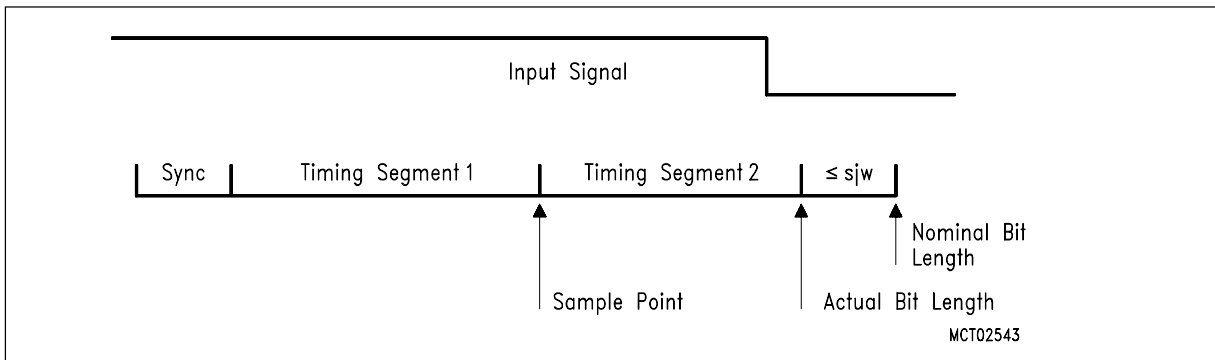 Input Signal
Sync Timing Segment 1 Timing Segment 2 ≤ sjw
Nominal Bit
Length
Sample Point Actual Bit Length
MCT02543